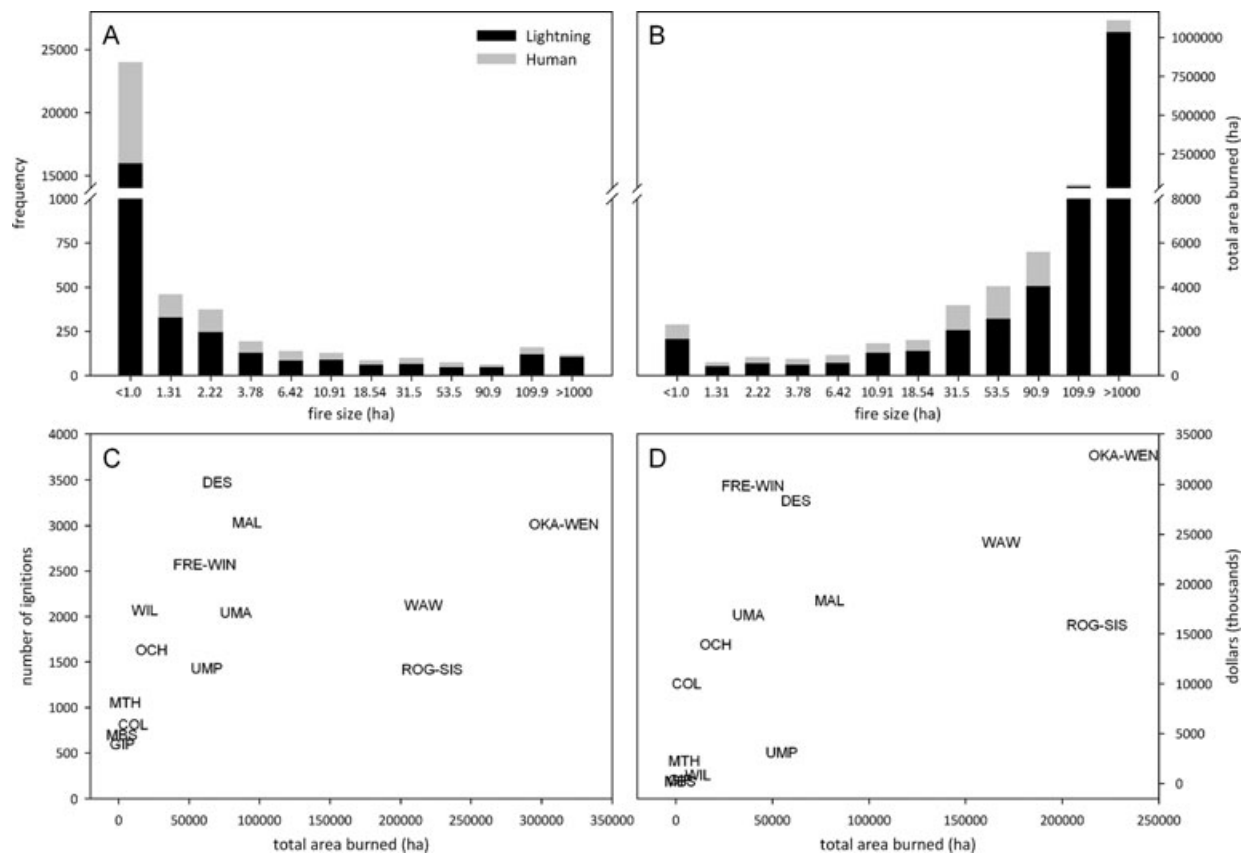 A
B
Lightning
Human
25000
20000
15000
1000
750
500
250
0
frequency
<1.0 1.31 2.22 3.78 6.42 10.91 18.54 31.5 53.5 90.9 109.9 >1000
fire size (ha)
1000000
750000
500000
250000
8000
6000
4000
2000
0
total area burned (ha)
<1.0 1.31 2.22 3.78 6.42 10.91 18.54 31.5 53.5 90.9 109.9 >1000
fire size (ha)
C
4000
3500
3000
2500
2000
1500
1000
500
0
number of ignitions
DES
MAL
OKA-WEN
FRE-WIN
WIL
UMA
WAW
OCH
UMP
ROG-SIS
MTH
COL
MBS
GIP
0 50000 100000 150000 200000 250000 300000 350000
total area burned (ha)
D
35000
30000
25000
20000
15000
10000
5000
0
dollars (thousands)
OKA-WEN
FRE-WIN
DES
WAW
MAL
UMA
ROG-SIS
OCH
COL
UMP
MTH
WIL
GIP
MBS
0 50000 100000 150000 200000 250000
total area burned (ha)